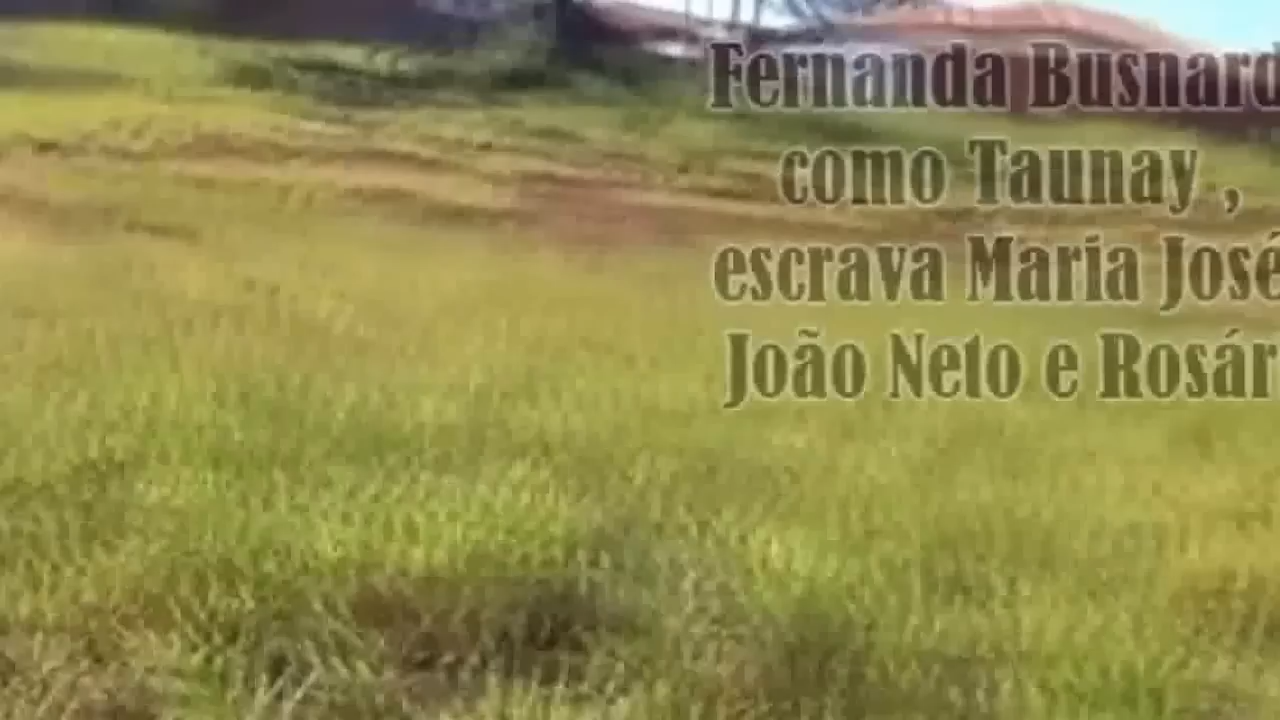 Fernanda Busnard
como Taunay ,
escrava Maria José
João Neto e Rosár